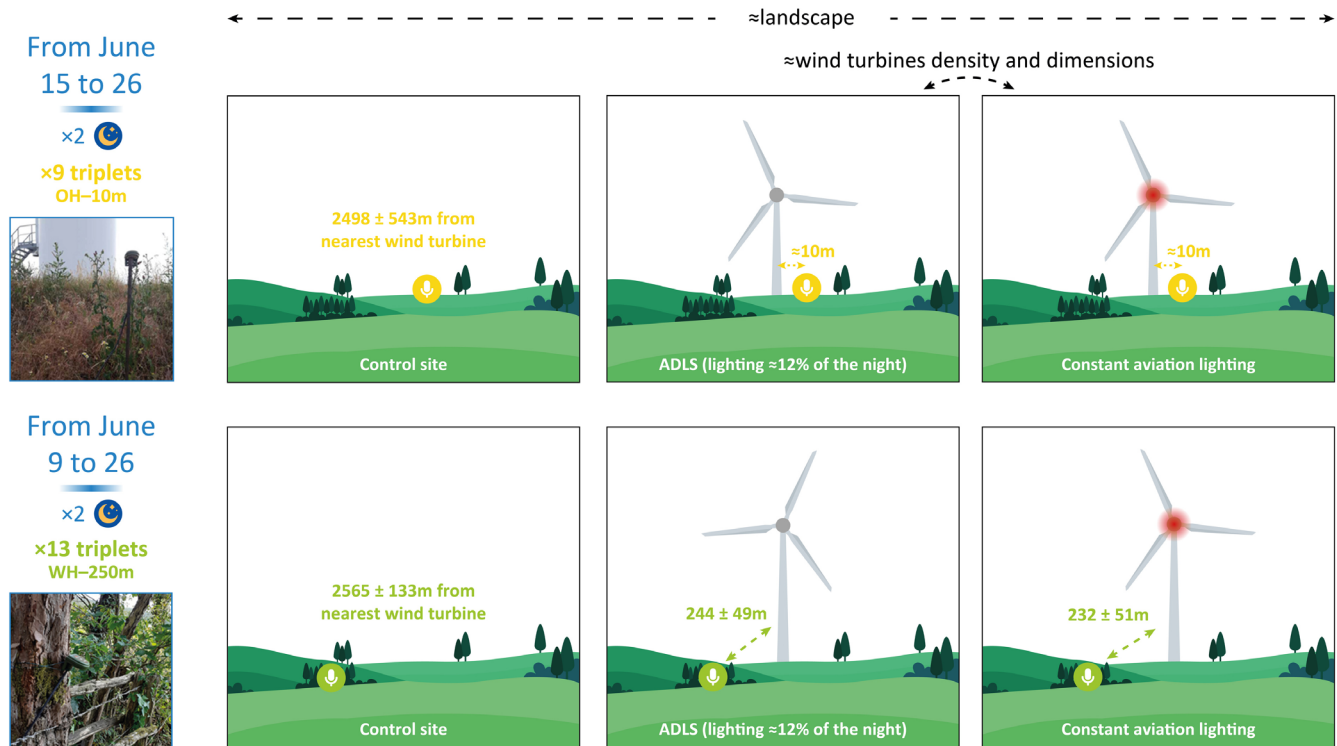 ≈landscape
≈wind turbines density and dimensions
From June
15 to 26
×2
×9 triplets
OH–10m
2498 ± 543m from
nearest wind turbine
Control site
≈10m
ADLS (lighting ≈12% of the night)
≈10m
Constant aviation lighting
From June
9 to 26
×2
×13 triplets
WH–250m
2565 ± 133m from
nearest wind turbine
Control site
244 ± 49m
ADLS (lighting ≈12% of the night)
232 ± 51m
Constant aviation lighting